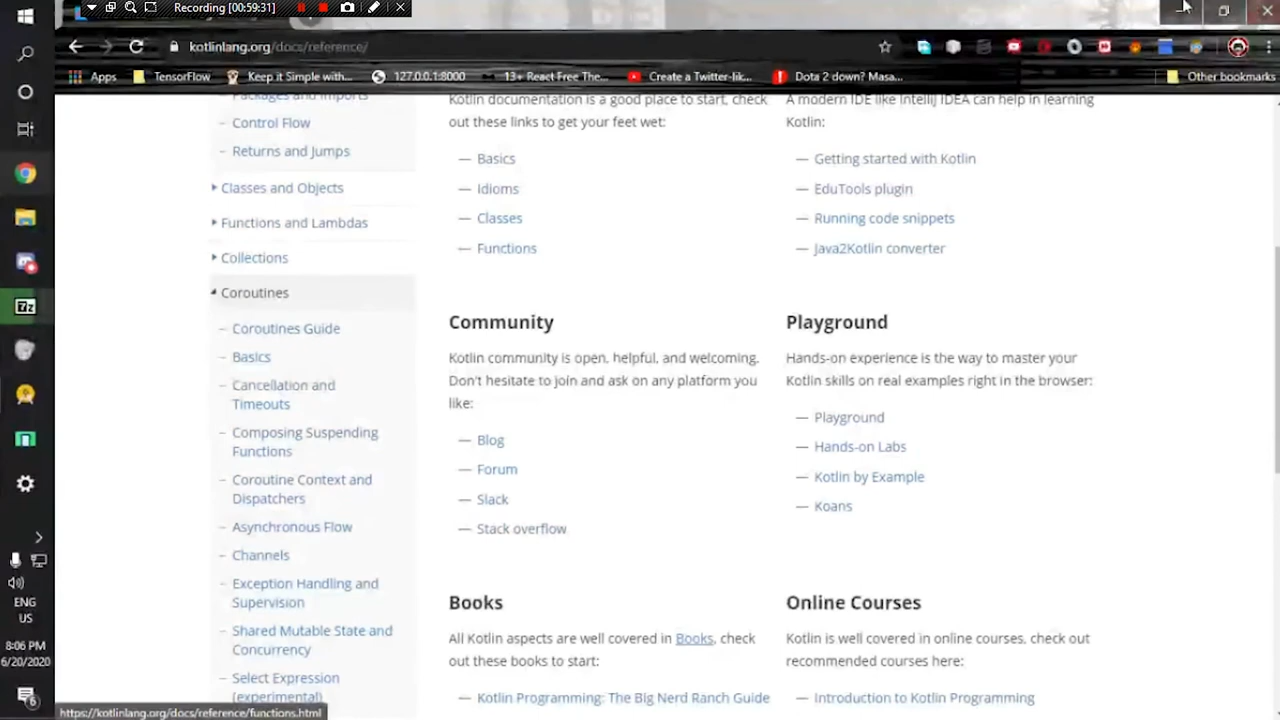 Recording [00:59:31]
kotlinlang.org/docs/reference/
Apps
TensorFlow
Keep it Simple with...
127.0.0.1:8000
13+ React Free The...
Create a Twitter-lik...
Dota 2 down? Masa...
Other bookmarks
Packages and Imports
Control Flow
Returns and Jumps
Classes and Objects
Functions and Lambdas
Collections
Coroutines
Coroutines Guide
Basics
Cancellation and
Timeouts
Composing Suspending
Functions
Coroutine Context and
Dispatchers
Asynchronous Flow
Channels
Exception Handling and
Supervision
Shared Mutable State and
Concurrency
Select Expression
(experimental)
Kotlin documentation is a good place to start, check
out these links to get your feet wet:
— Basics
— Idioms
— Classes
— Functions
A modern IDE like IntelliJ IDEA can help in learning
Kotlin:
— Getting started with Kotlin
— EduTools plugin
— Running code snippets
— Java2Kotlin converter
Community
Kotlin community is open, helpful, and welcoming.
Don't hesitate to join and ask on any platform you
like:
— Blog
— Forum
— Slack
— Stack overflow
Playground
Hands-on experience is the way to master your
Kotlin skills on real examples right in the browser:
— Playground
— Hands-on Labs
— Kotlin by Example
— Koans
Books
All Kotlin aspects are well covered in Books, check
out these books to start:
— Kotlin Programming: The Big Nerd Ranch Guide
Online Courses
Kotlin is well covered in online courses, check out
recommended courses here:
— Introduction to Kotlin Programming
https://kotlinlang.org/docs/reference/functions.html
7z
ENG
US
8:06 PM
6/20/2020
6